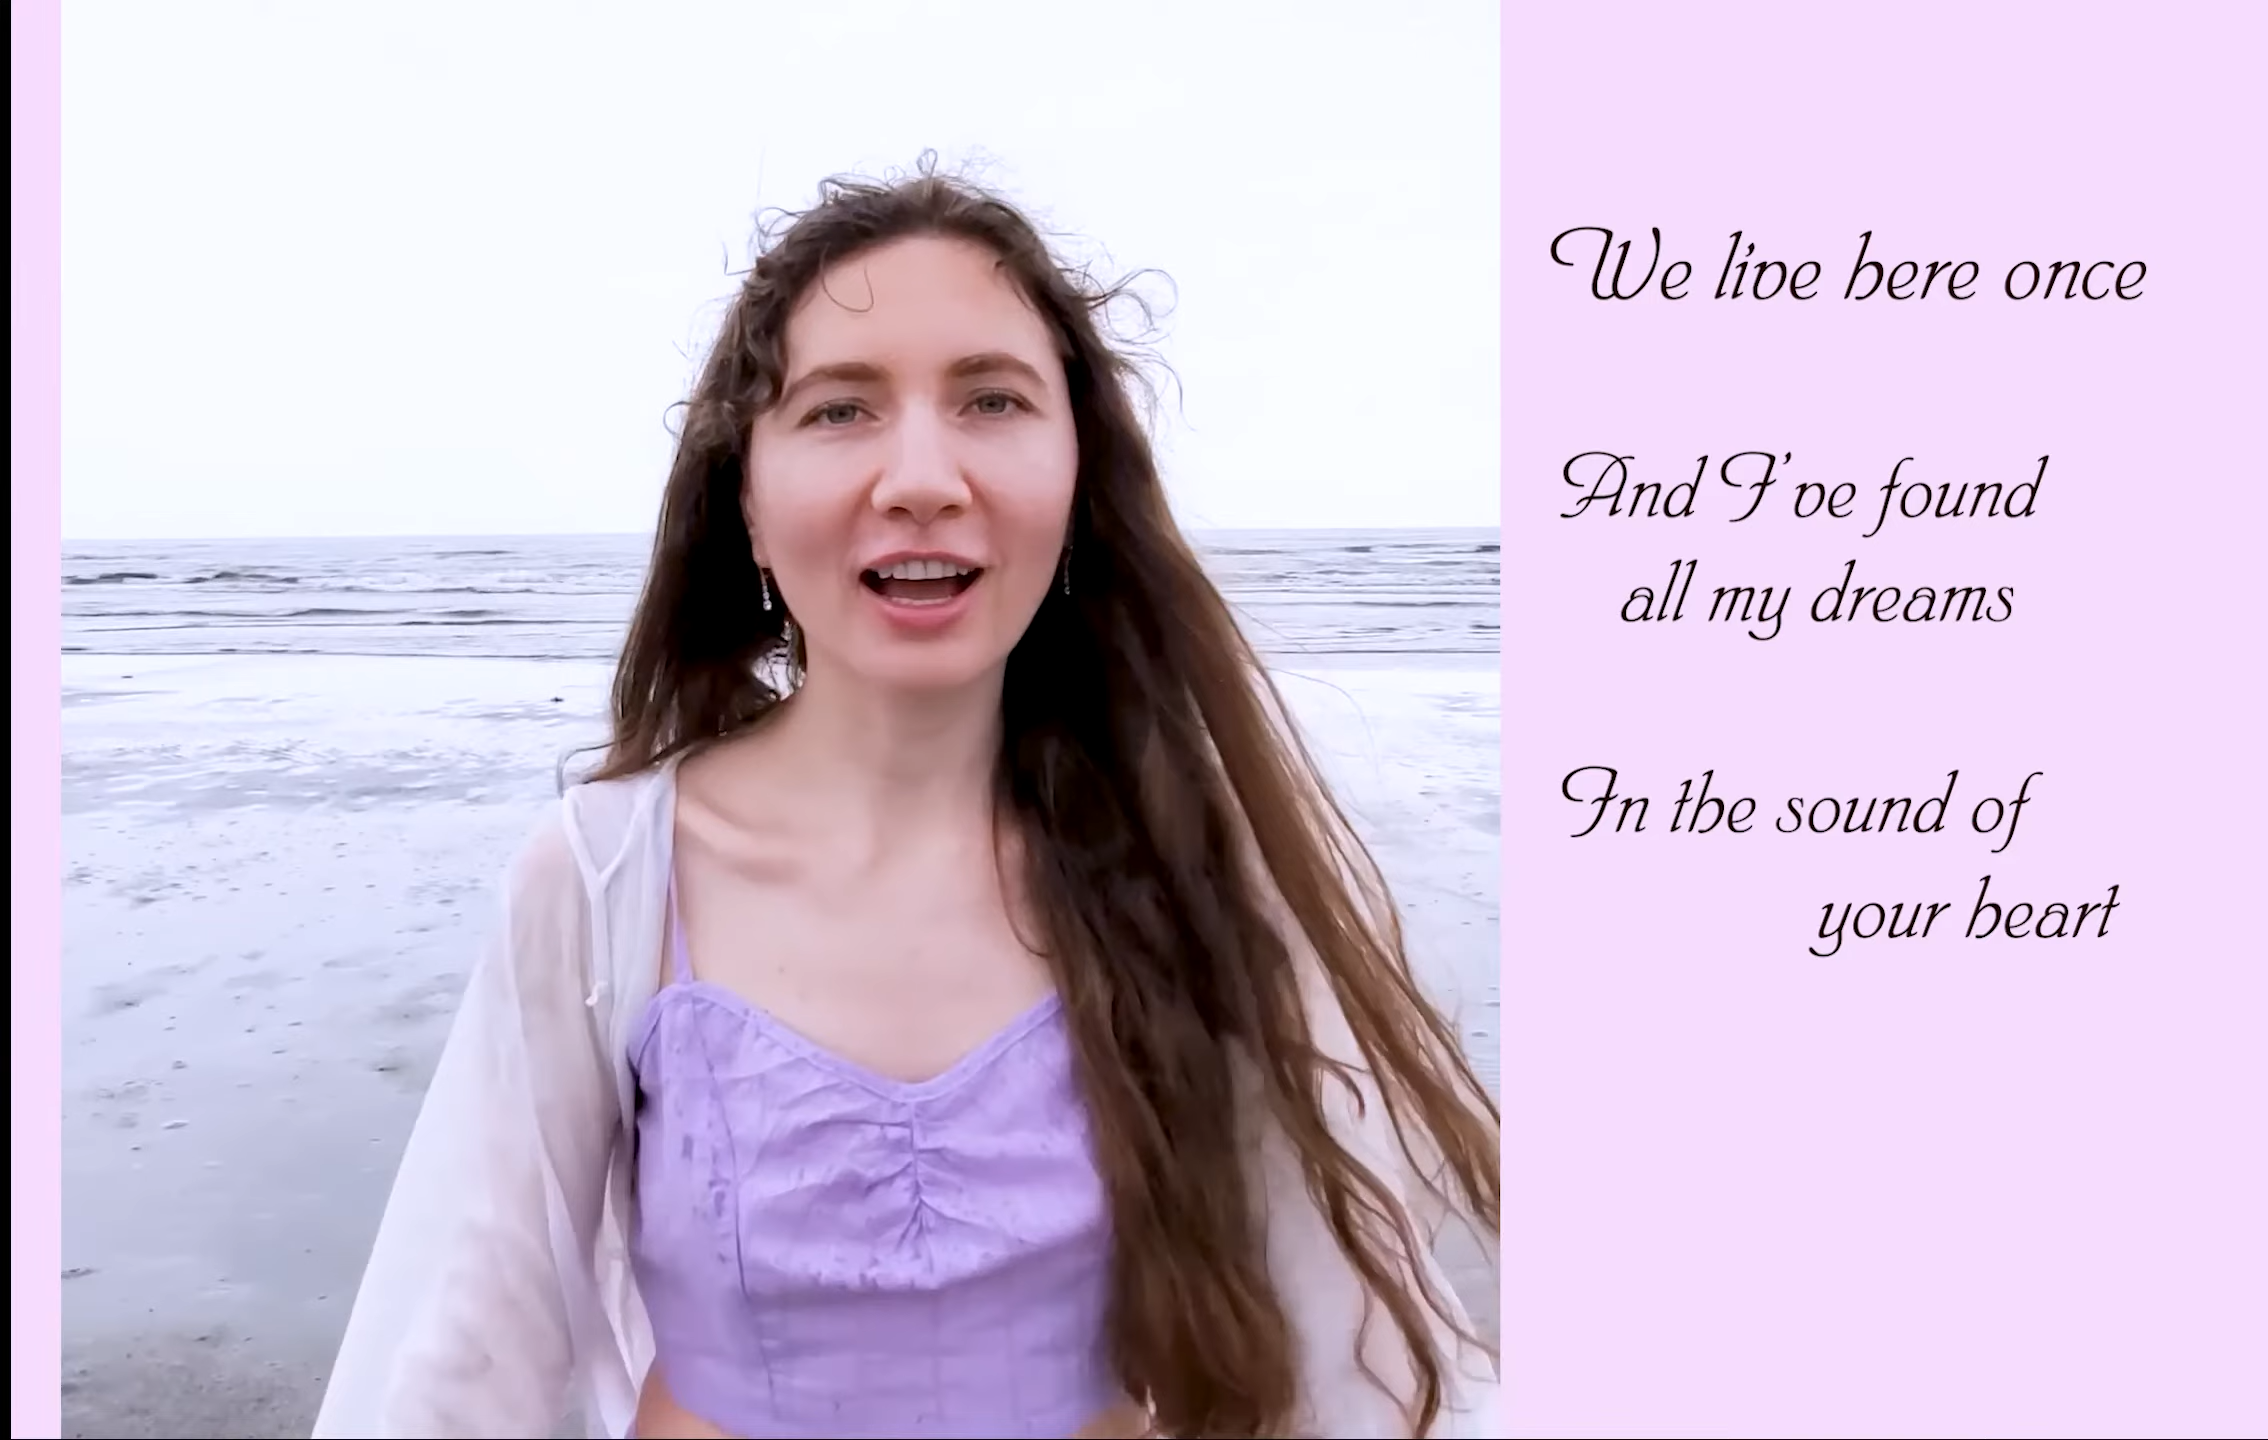 We live here once
And I've found
all my dreams
In the sound of
your heart